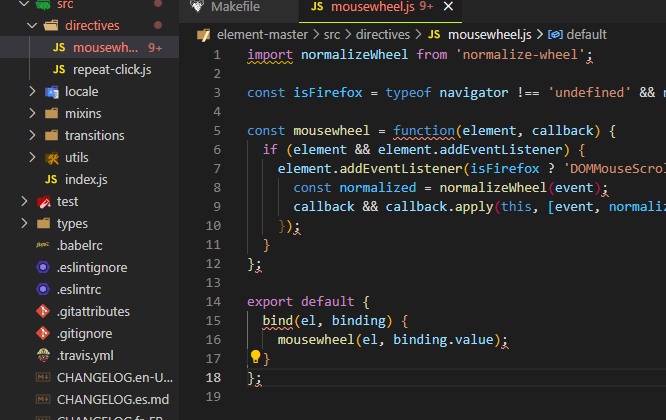 src
Makefile
mousewheel.js 9+
directives
JS mousewh... 9+
JS repeat-click.js
locale
mixins
transitions
utils
JS index.js
test
types
.babelrc
.eslintignore
.eslintrc
.gitattributes
.gitignore
.travis.yml
CHANGELOG.en-U...
CHANGELOG.es.md
element-master > src > directives > JS mousewheel.js > default
1 import normalizeWheel from 'normalize-wheel';
2
3 const isFirefox = typeof navigator !== 'undefined' &&
4
5 const mousewheel = function(element, callback) {
6 if (element && element.addEventListener) {
7 element.addEventListener(isFirefox ? 'DOMMouseScrol
8 const normalized = normalizeWheel(event);
9 callback && callback.apply(this, [event, normaliz
10 });
11 }
12 };
13
14 export default {
15 bind(el, binding) {
16 mousewheel(el, binding.value);
17 }
18 };
19